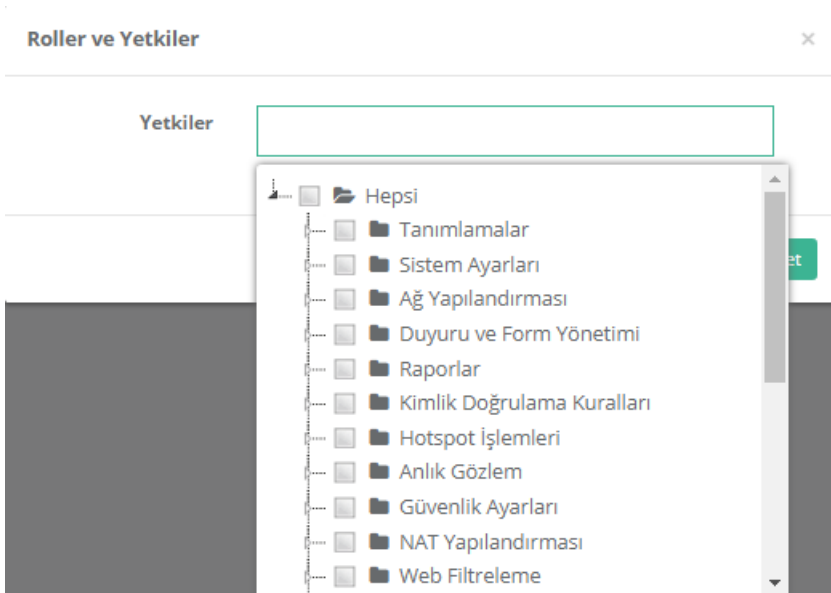 Roller ve Yetkiler
×
Yetkiler
Hepsi
Tanımlamalar
Sistem Ayarları
et
Ağ Yapılandırması
Duyuru ve Form Yönetimi
Raporlar
Kimlik Doğrulama Kuralları
Hotspot İşlemleri
Anlık Gözlem
Güvenlik Ayarları
NAT Yapılandırması
Web Filtreleme